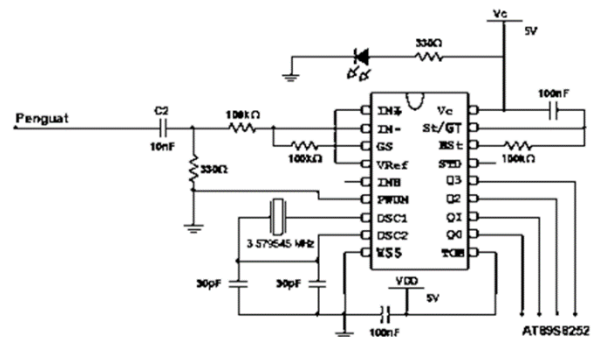 Vc
5V
330Ω
100nF
Penguat
C2
10nF
100kΩ
100kΩ
330Ω
IN+
IN-
GS
VRef
INH
PWDN
OSC1
OSC2
VSS
Vc
St/GT
ESt
STD
Q3
Q2
Q1
Q0
TOE
100kΩ
3.579545 MHz
30pF
30pF
VDD
5V
100nF
AT89S8252